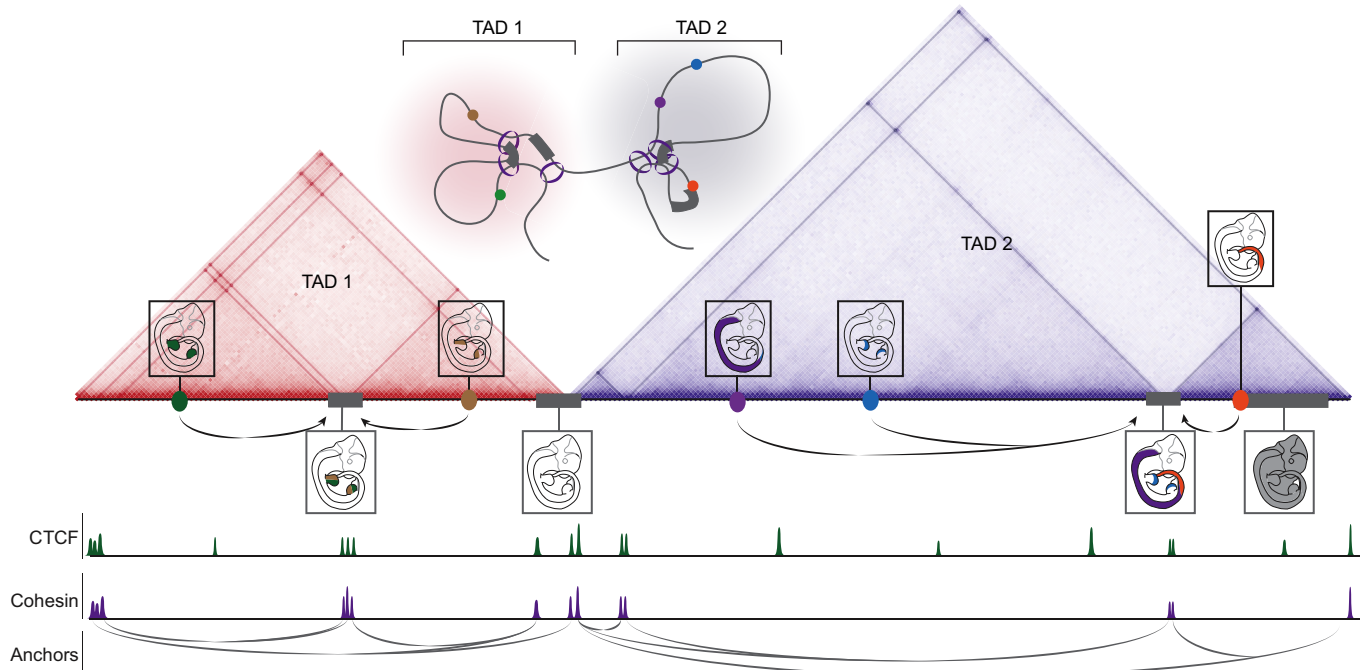 TAD 1
TAD 2
TAD 1
TAD 2
CTCF
Cohesin
Anchors